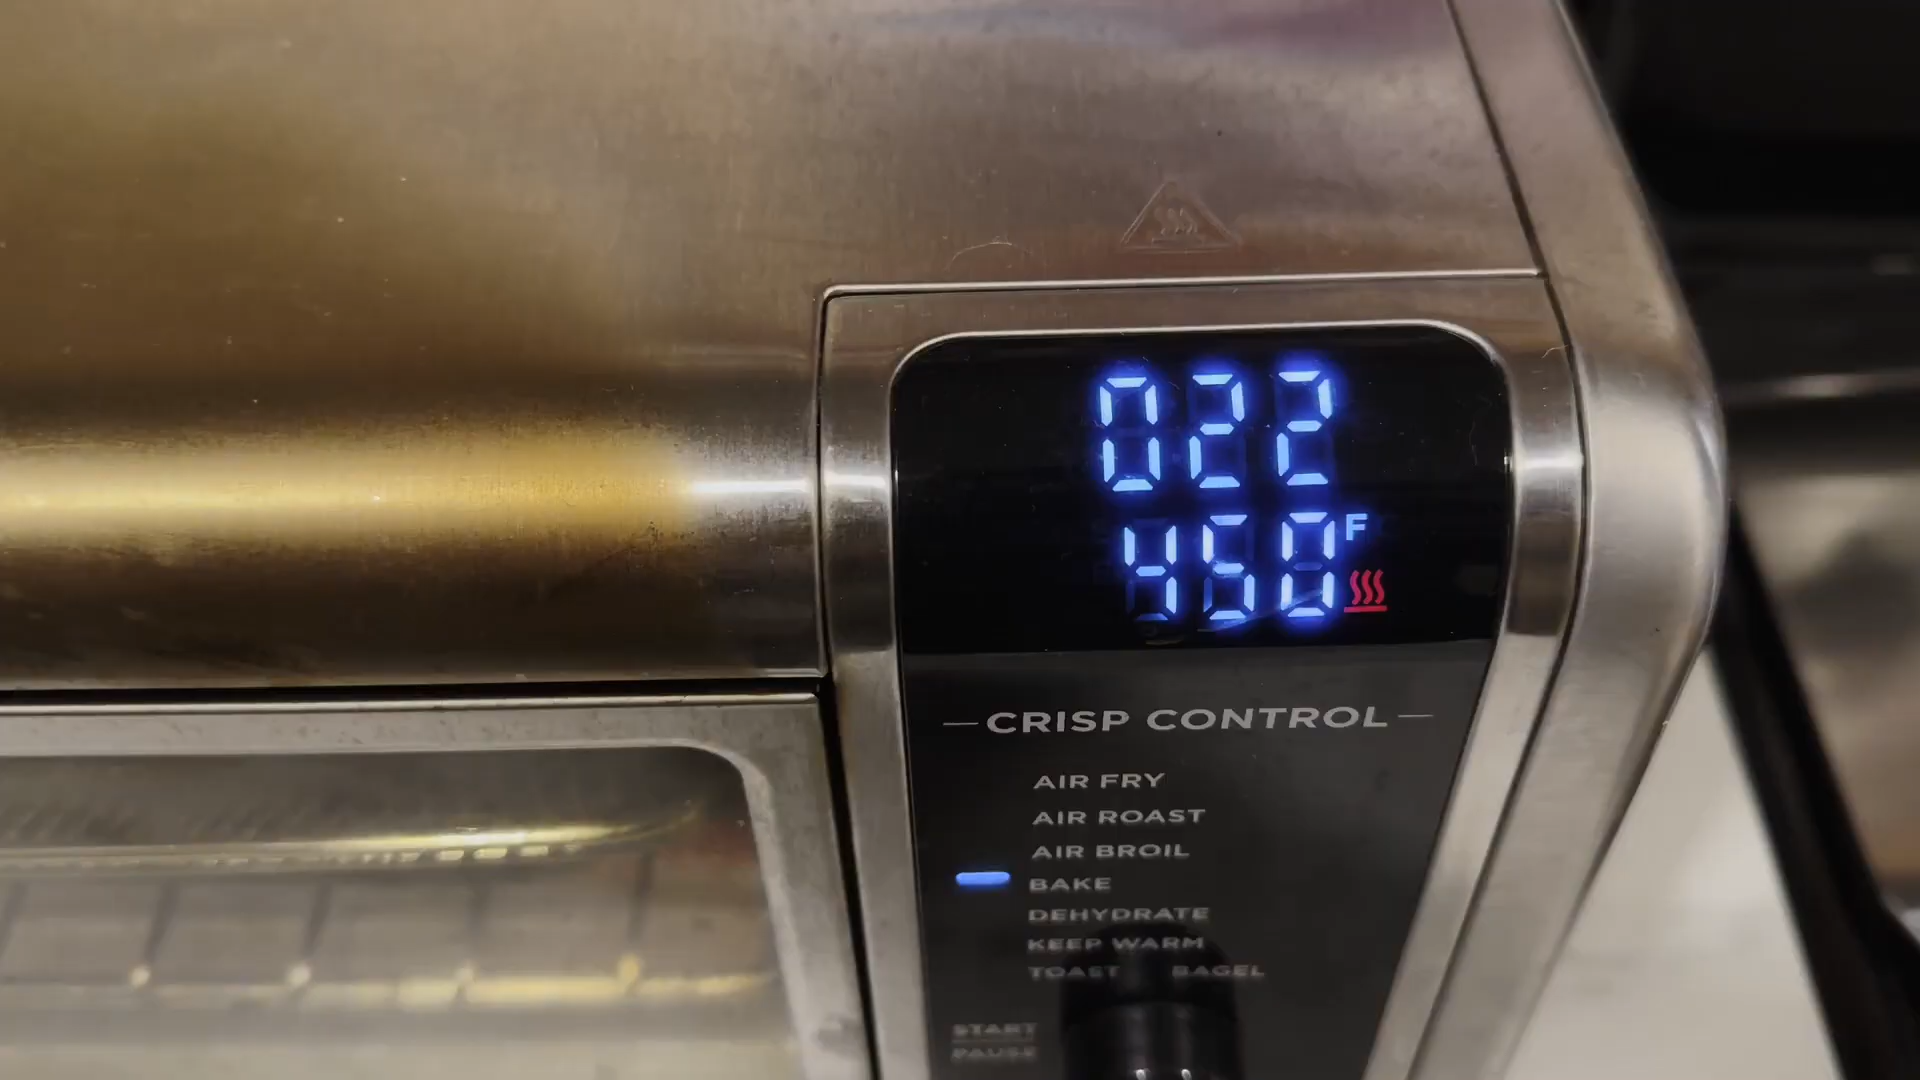 022
450 F
CRISP CONTROL
AIR FRY
AIR ROAST
AIR BROIL
BAKE
DEHYDRATE
KEEP WARM
TOAST BAGEL
START
PAUSE